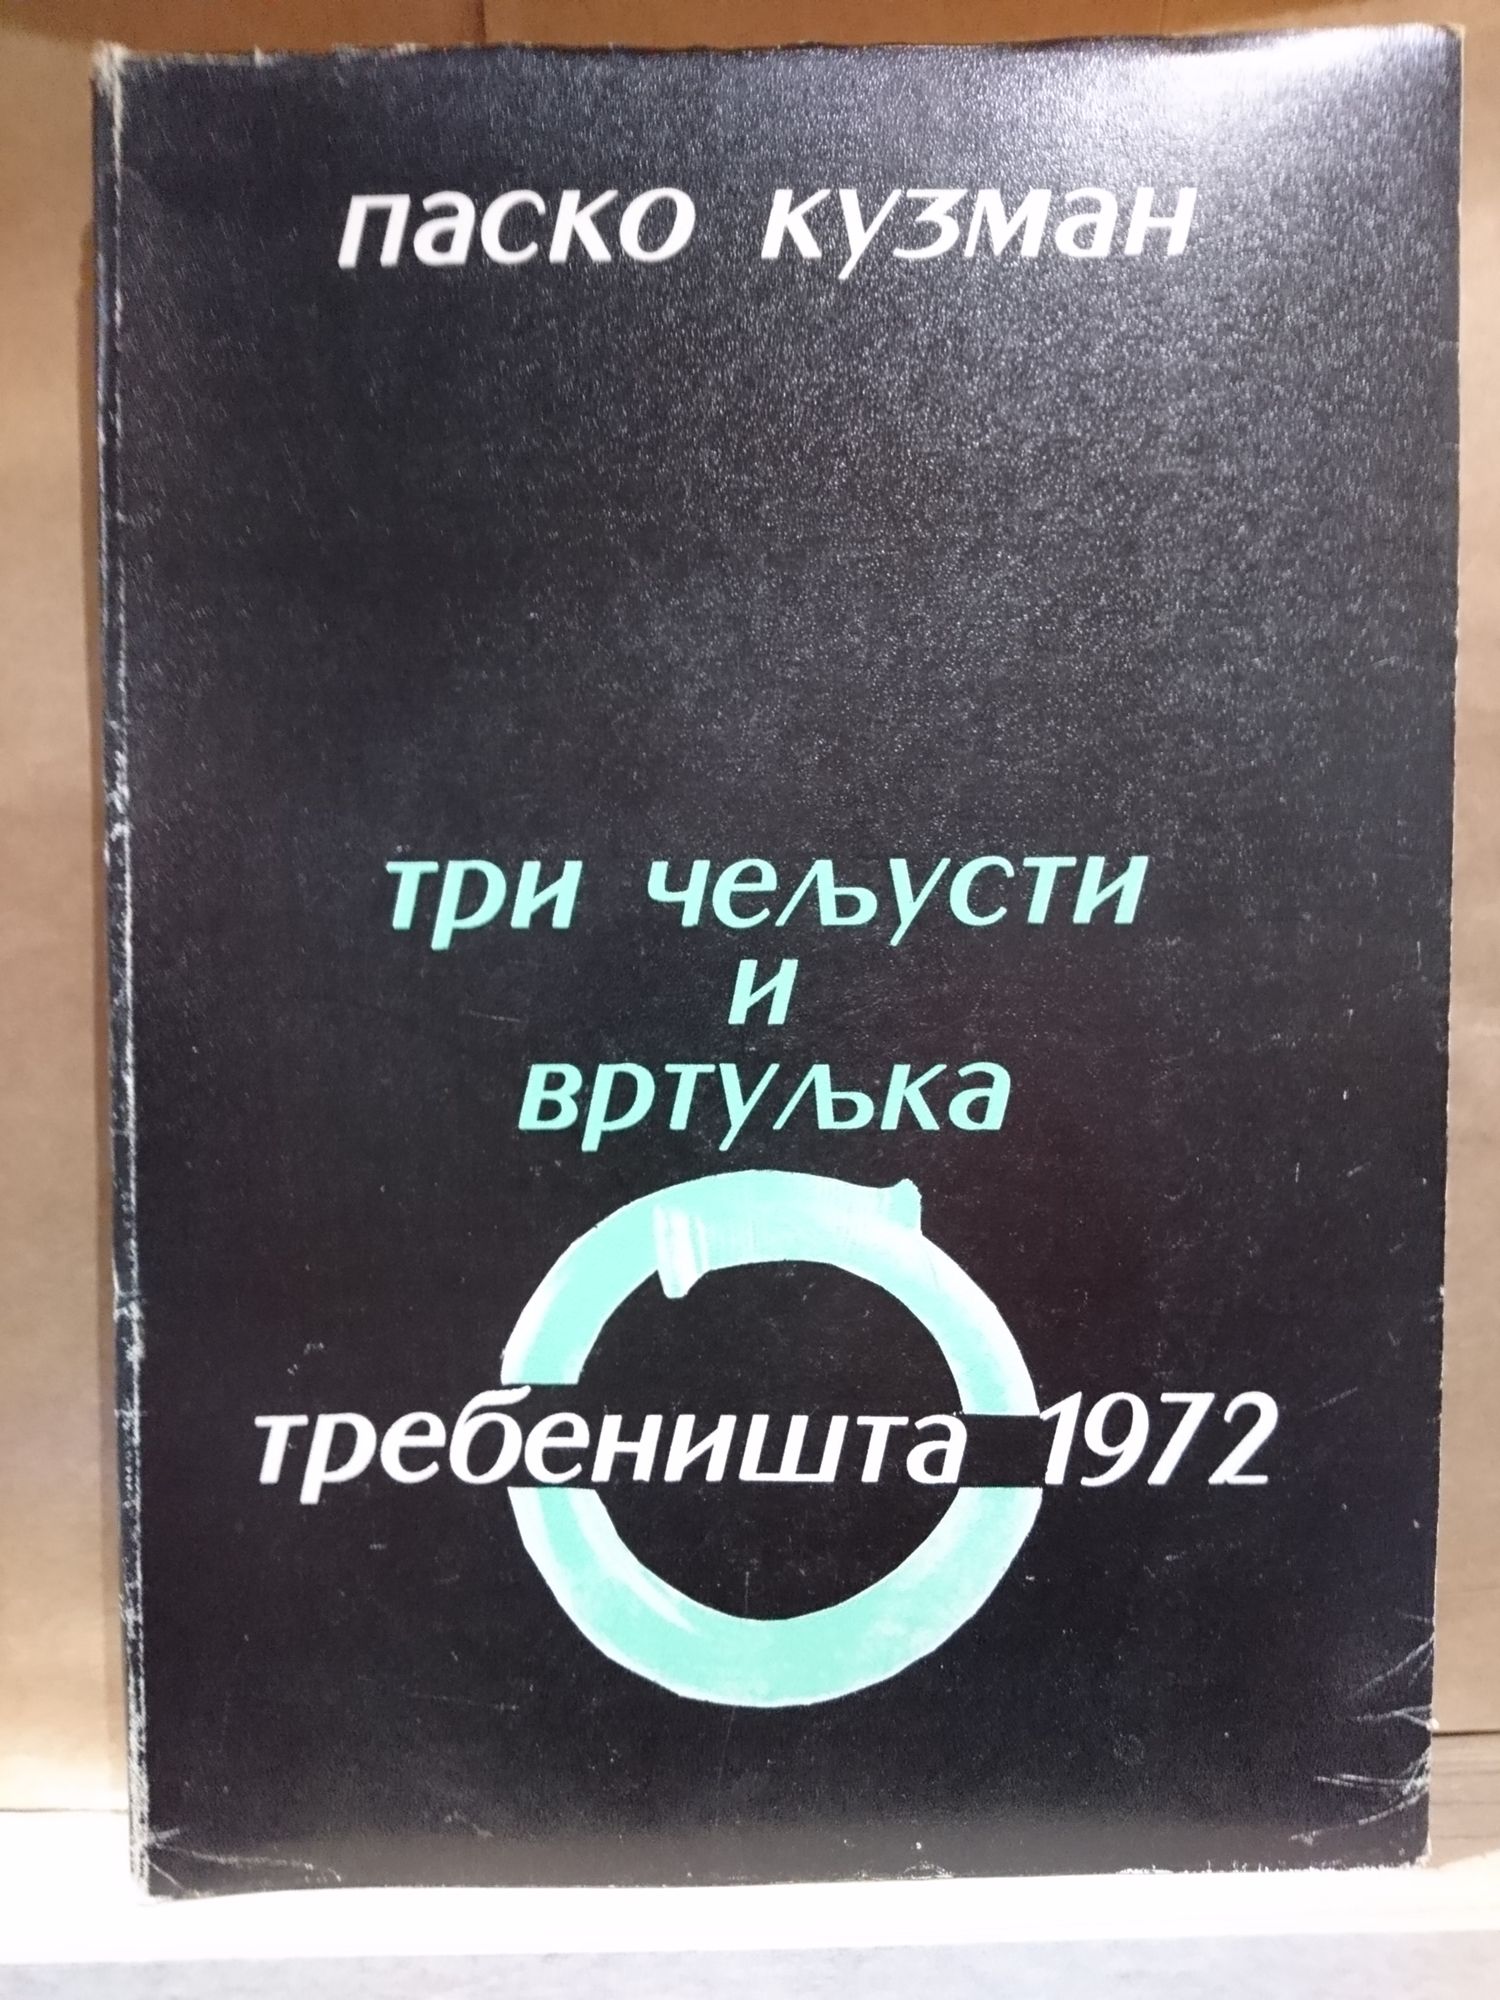 паско кузман
три чељусти
и
вртуљка
требеништа 1972